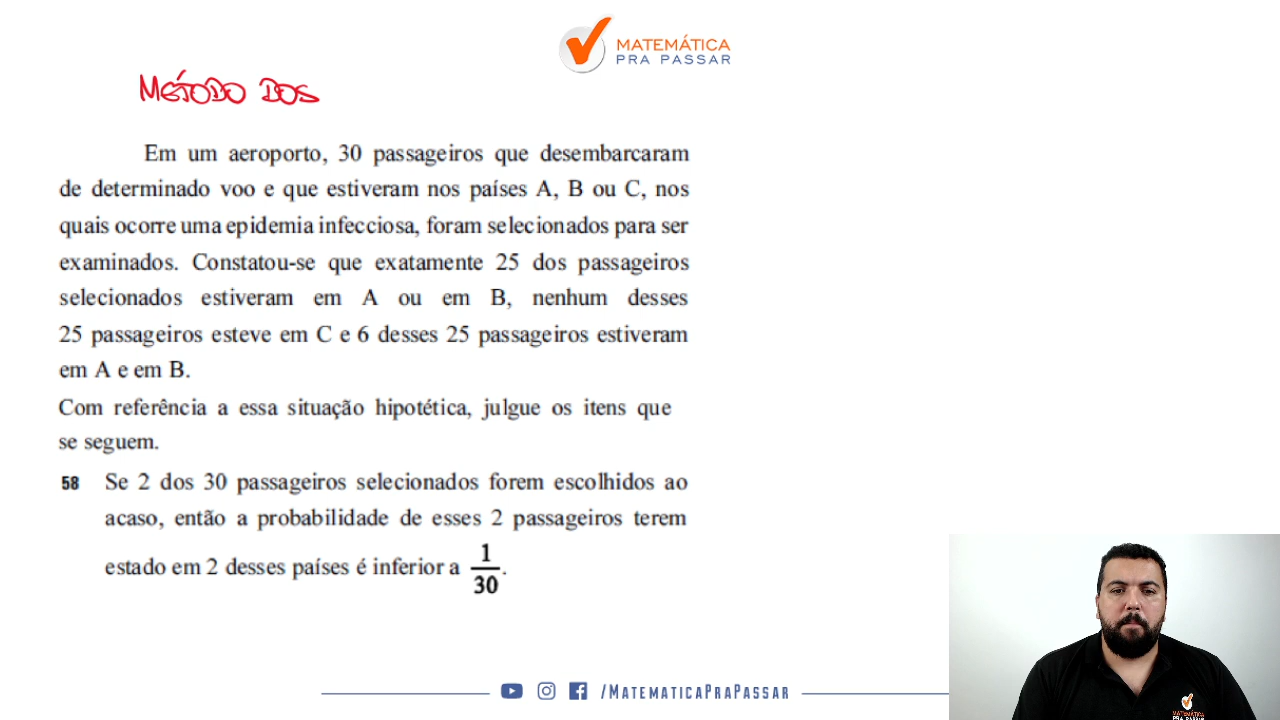 MATEMÁTICA
PRA PASSAR
MÉTODO DOS
Em um aeroporto, 30 passageiros que desembarcaram
de determinado voo e que estiveram nos países A, B ou C, nos
quais ocorre uma epidemia infecciosa, foram selecionados para ser
examinados. Constatou-se que exatamente 25 dos passageiros
selecionados estiveram em A ou em B, nenhum desses
25 passageiros esteve em C e 6 desses 25 passageiros estiveram
em A e em B.
Com referência a essa situação hipotética, julgue os itens que
se seguem.
58 Se 2 dos 30 passageiros selecionados forem escolhidos ao
acaso, então a probabilidade de esses 2 passageiros terem
estado em 2 desses países é inferior a 1/30.
/MATEMATICAPRAPASSAR
MATEMÁTICA
PRA PASSAR